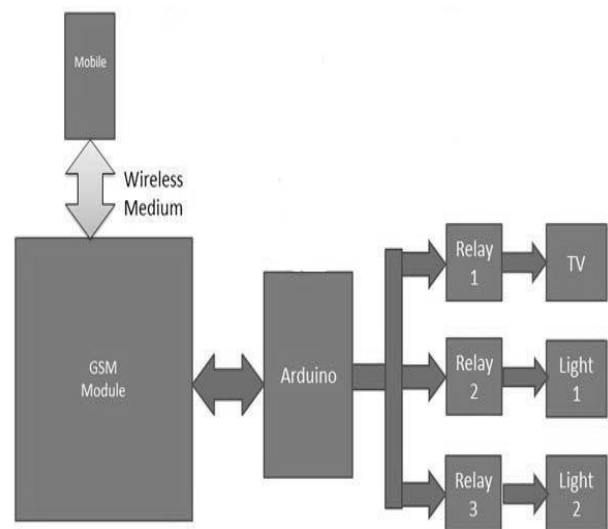 Mobile
Wireless
Medium
GSM
Module
Arduino
Relay
1
TV
Relay
2
Light
1
Relay
3
Light
2